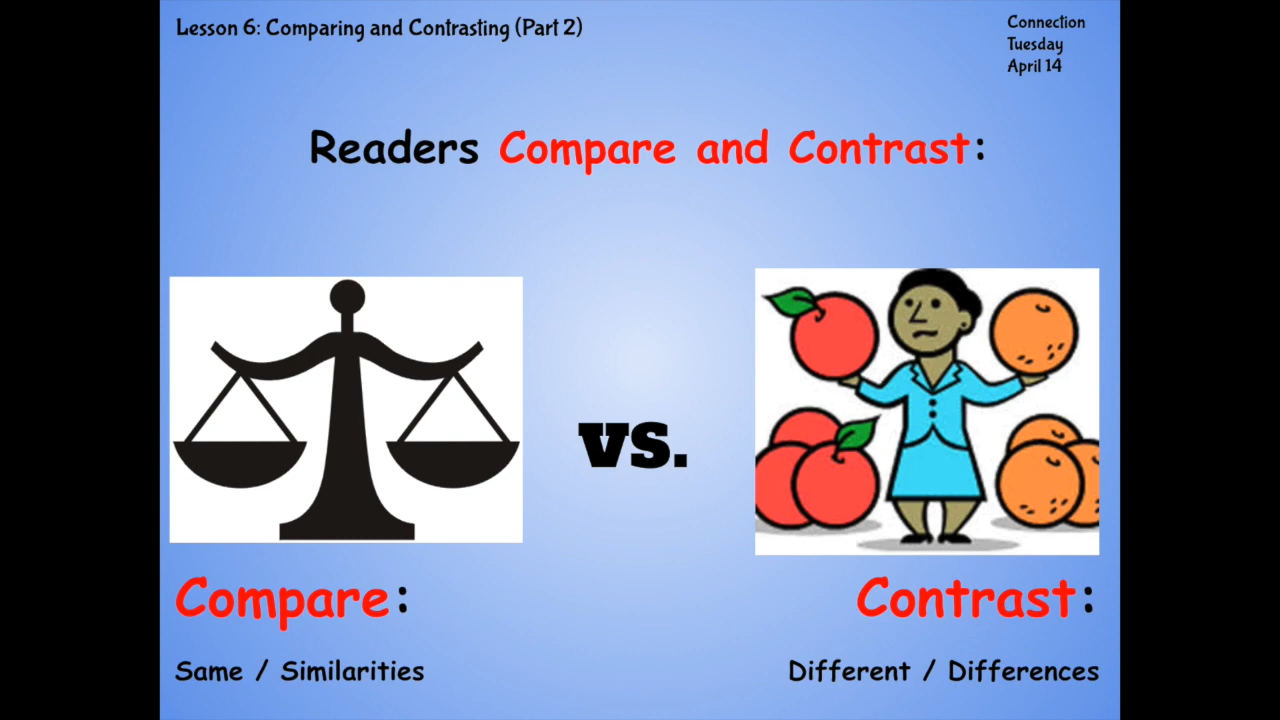 Lesson 6: Comparing and Contrasting (Part 2)
Connection
Tuesday
April 14
Readers Compare and Contrast:
vs.
Compare:
Contrast:
Same / Similarities
Different / Differences